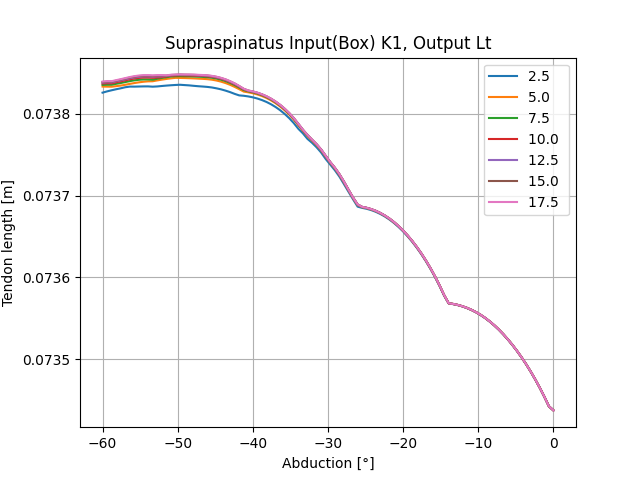 Supraspinatus Input(Box) K1, Output Lt
2.5
5.0
7.5
10.0
12.5
15.0
17.5
0.0738
0.0737
0.0736
0.0735
Tendon length [m]
−60 −50 −40 −30 −20 −10 0
Abduction [°]